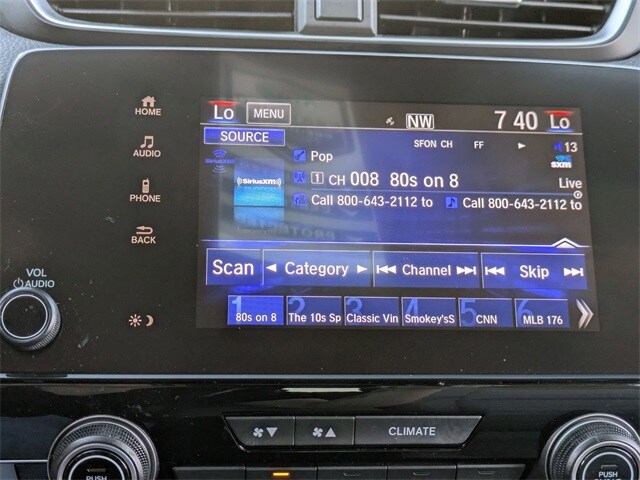 Lo MENU NW 7 40 Lo
HOME
SOURCE SFON CH FF 13
sxm
AUDIO
Pop
((SiriusXM))
1 CH 008 80s on 8 Live
PHONE
Call 800-643-2112 to Call 800-643-2112 to
BACK
Scan Category Channel Skip
VOL
AUDIO
1 2 3 4 5 6
80s on 8 The 10s Sp Classic Vin Smokey'sS CNN MLB 176
CLIMATE
PUSH PUSH